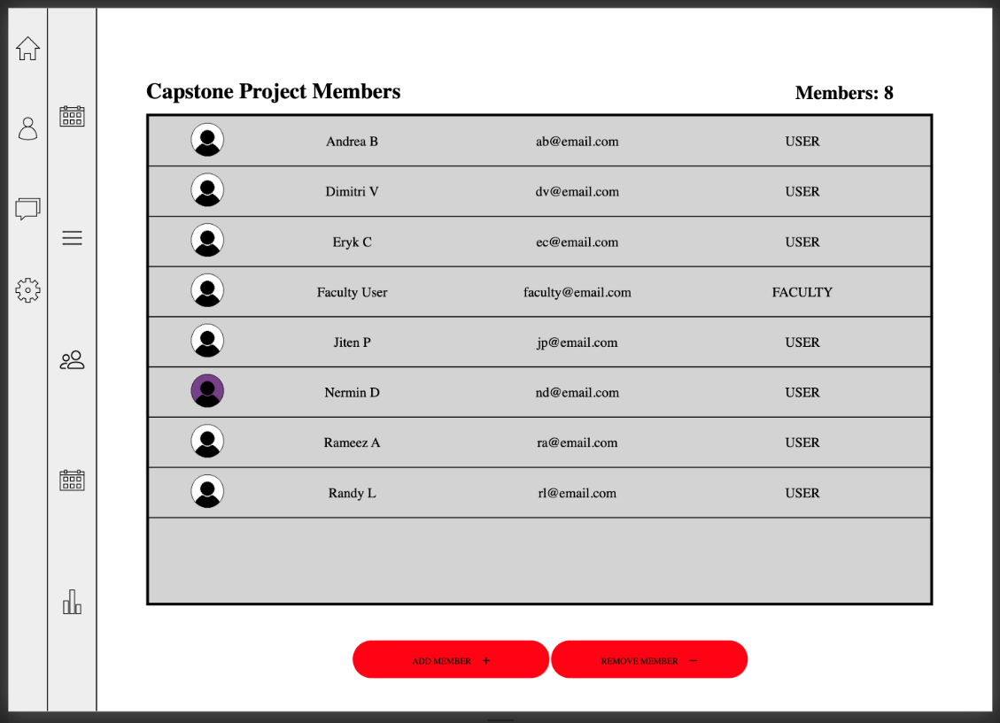 Capstone Project Members
Members: 8
Andrea B ab@email.com USER
Dimitri V dv@email.com USER
Eryk C ec@email.com USER
Faculty User faculty@email.com FACULTY
Jiten P jp@email.com USER
Nermin D nd@email.com USER
Rameez A ra@email.com USER
Randy L rl@email.com USER
ADD MEMBER + REMOVE MEMBER −